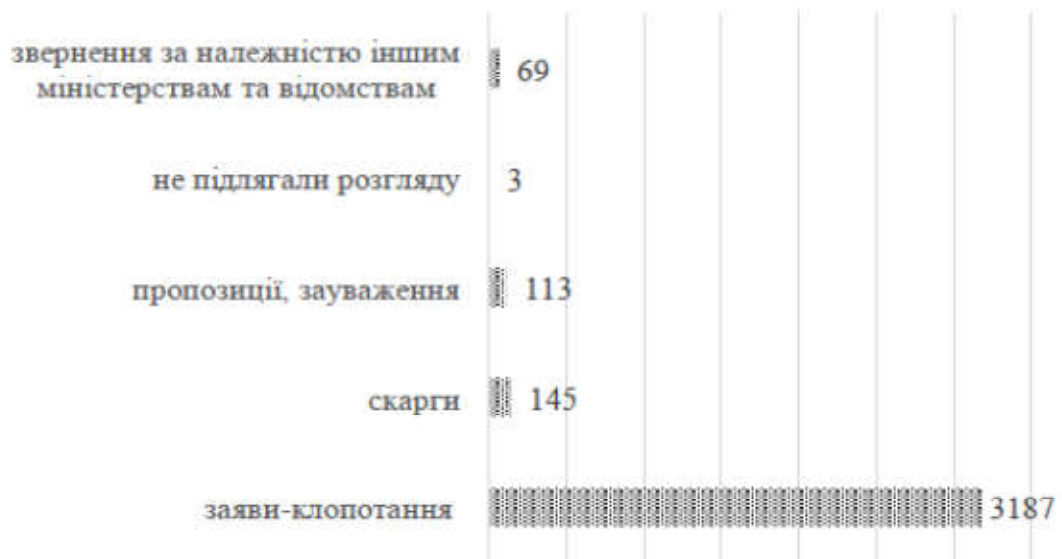 звернення за належністю іншим
міністерствам та відомствам
69
не підлягали розгляду
3
пропозиції, зауваження
113
скарги
145
заяви-клопотання
3187